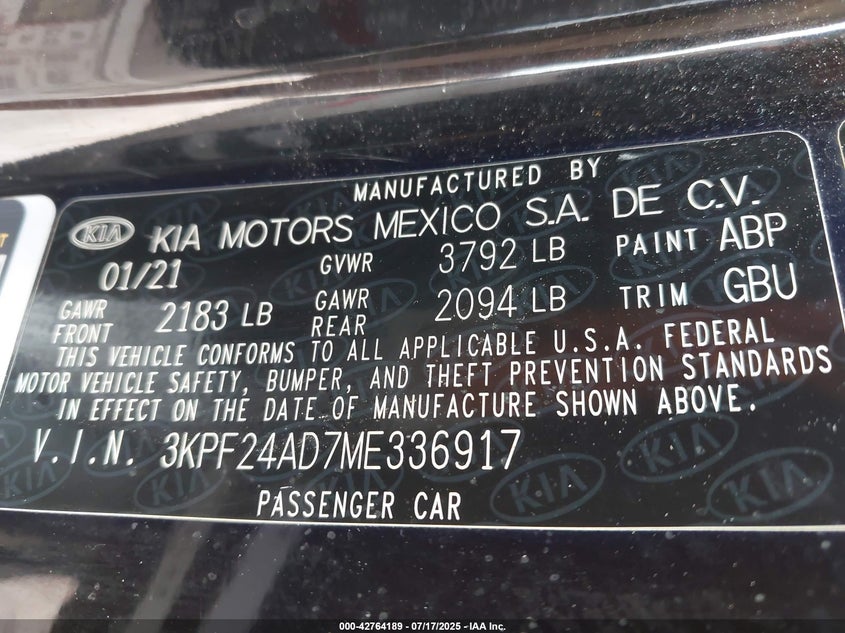 MANUFACTURED BY
KIA KIA MOTORS MEXICO S.A. DE C.V.
01/21 GVWR 3792 LB PAINT ABP
GAWR FRONT 2183 LB GAWR REAR 2094 LB TRIM GBU
THIS VEHICLE CONFORMS TO ALL APPLICABLE U.S.A. FEDERAL
MOTOR VEHICLE SAFETY, BUMPER, AND THEFT PREVENTION STANDARDS
IN EFFECT ON THE DATE OF MANUFACTURE SHOWN ABOVE.
V.I.N. 3KPF24AD7ME336917
PASSENGER CAR
000-42764189 - 07/17/2025 - IAA Inc.